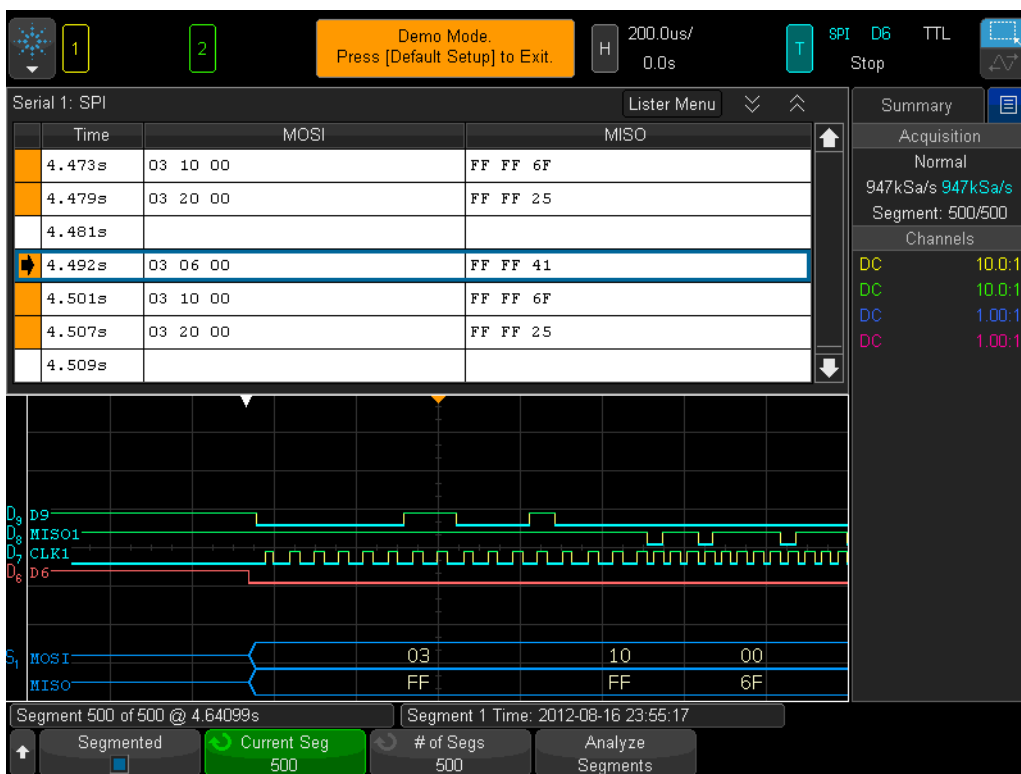 1
2
Demo Mode.
Press [Default Setup] to Exit.
H
200.0us/
0.0s
T
SPI D6 TTL
Stop
Serial 1: SPI
Lister Menu
Time MOSI MISO
4.473s 03 10 00 FF FF 6F
4.479s 03 20 00 FF FF 25
4.481s
4.492s 03 06 00 FF FF 41
4.501s 03 10 00 FF FF 6F
4.507s 03 20 00 FF FF 25
4.509s
Summary
Acquisition
Normal
947kSa/s 947kSa/s
Segment: 500/500
Channels
DC 10.0:1
DC 10.0:1
DC 1.00:1
DC 1.00:1
D9 D9
D8 MISO1
D7 CLK1
D6 D6
S1 MOSI 03 10 00
MISO FF FF 6F
Segment 500 of 500 @ 4.64099s
Segment 1 Time: 2012-08-16 23:55:17
Segmented
Current Seg
500
# of Segs
500
Analyze
Segments